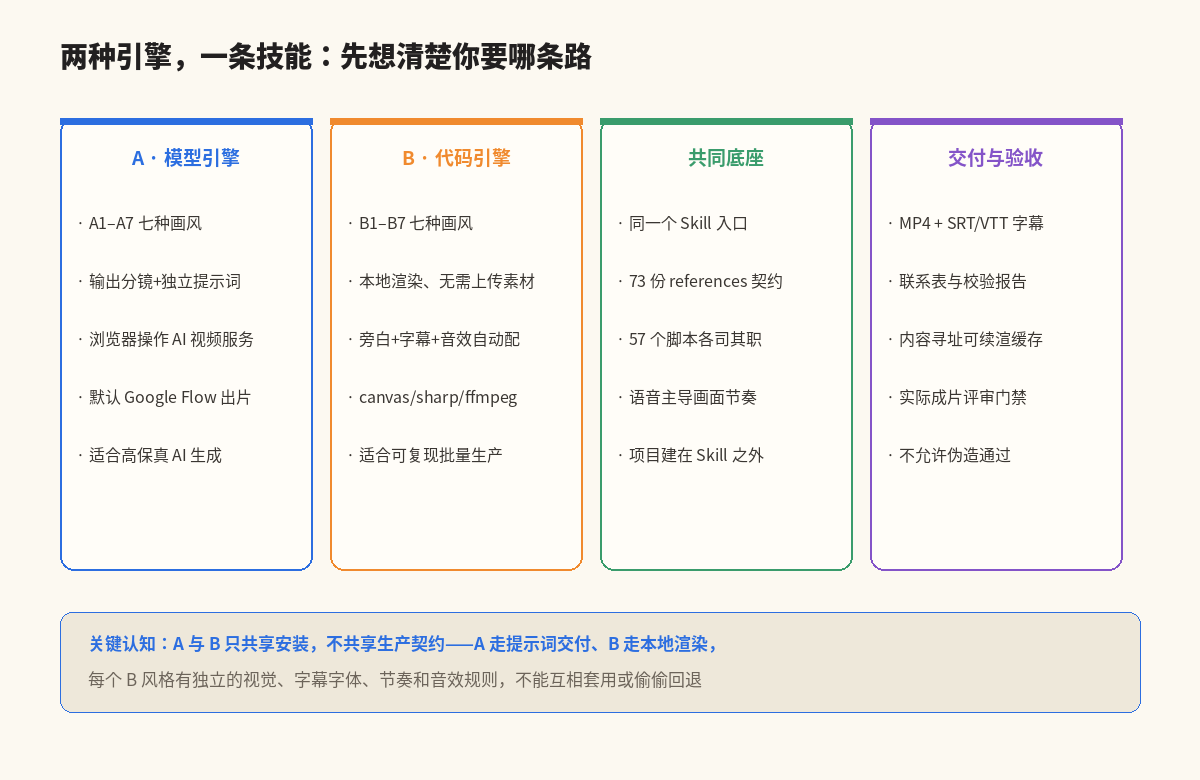 两种引擎，一条技能：先想清楚你要哪条路
A · 模型引擎
· A1–A7 七种画风
· 输出分镜+独立提示词
· 浏览器操作 AI 视频服务
· 默认 Google Flow 出片
· 适合高保真 AI 生成
B · 代码引擎
· B1–B7 七种画风
· 本地渲染、无需上传素材
· 旁白+字幕+音效自动配
· canvas/sharp/ffmpeg
· 适合可复现批量生产
共同底座
· 同一个 Skill 入口
· 73 份 references 契约
· 57 个脚本各司其职
· 语音主导画面节奏
· 项目建在 Skill 之外
交付与验收
· MP4 + SRT/VTT 字幕
· 联系表与校验报告
· 内容寻址可续渲缓存
· 实际成片评审门禁
· 不允许伪造通过
关键认知：A 与 B 只共享安装，不共享生产契约——A 走提示词交付、B 走本地渲染，
每个 B 风格有独立的视觉、字幕字体、节奏和音效规则，不能互相套用或偷偷回退